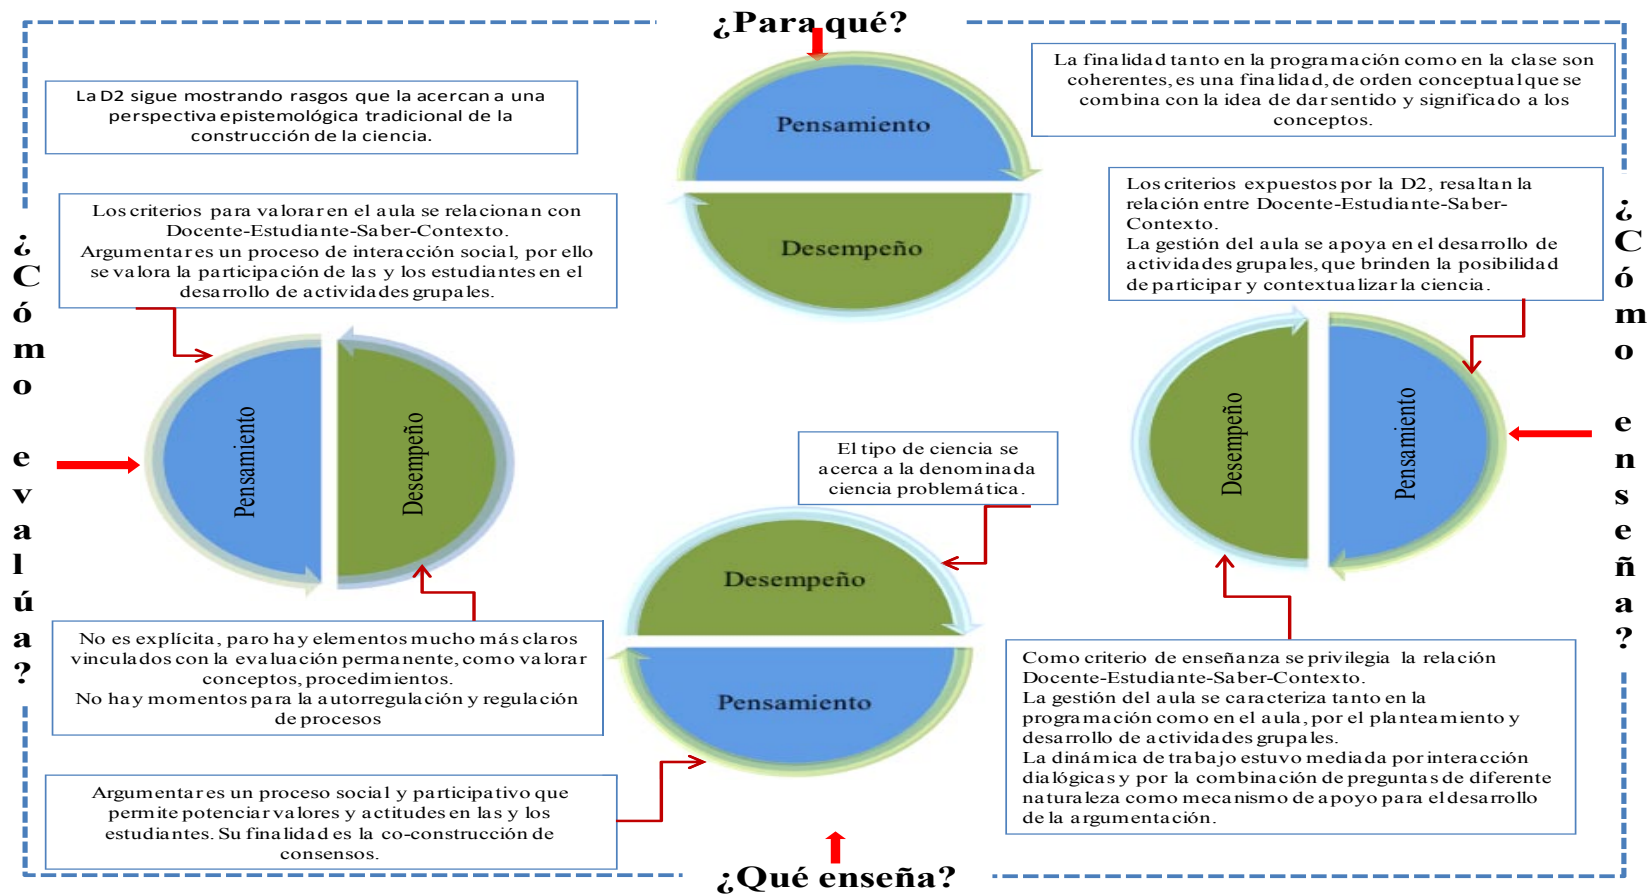 ¿Para qué?
La D2 sigue mostrando rasgos que la acercan a una
perspectiva epistemológica tradicional de la
construcción de la ciencia.
Pensamiento
Desempeño
La finalidad tanto en la programación como en la clase son
coherentes, es una finalidad, de orden conceptual que se
combina con la idea de dar sentido y significado a los
conceptos.
¿Cómo evalúa?
Los criterios para valorar en el aula se relacionan con
Docente-Estudiante-Saber-Contexto.
Argumentar es un proceso de interacción social, por ello
se valora la participación de las y los estudiantes en el
desarrollo de actividades grupales.
Pensamiento
Desempeño
No es explícita, paro hay elementos mucho más claros
vinculados con la evaluación permanente, como valorar
conceptos, procedimientos.
No hay momentos para la autorregulación y regulación
de procesos
Los criterios expuestos por la D2, resaltan la
relación entre Docente-Estudiante-Saber-
Contexto.
La gestión del aula se apoya en el desarrollo de
actividades grupales, que brinden la posibilidad
de participar y contextualizar la ciencia.
¿Cómo enseña?
Desempeño
Pensamiento
Como criterio de enseñanza se privilegia la relación
Docente-Estudiante-Saber-Contexto.
La gestión del aula se caracteriza tanto en la
programación como en el aula, por el planteamiento y
desarrollo de actividades grupales.
La dinámica de trabajo estuvo mediada por interacción
dialógicas y por la combinación de preguntas de diferente
naturaleza como mecanismo de apoyo para el desarrollo
de la argumentación.
El tipo de ciencia se
acerca a la denominada
ciencia problemática.
Desempeño
Pensamiento
Argumentar es un proceso social y participativo que
permite potenciar valores y actitudes en las y los
estudiantes. Su finalidad es la co-construcción de
consensos.
¿Qué enseña?